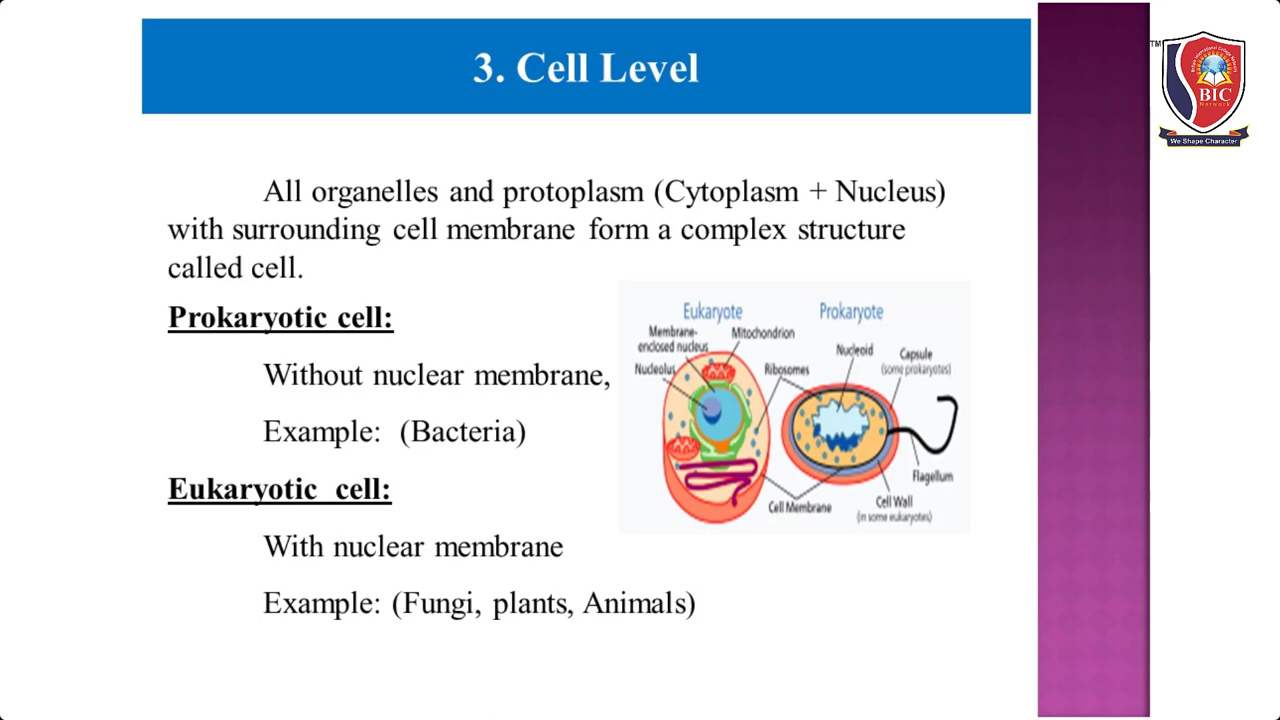 3. Cell Level
TM
BIC
Network
We Shape Character
All organelles and protoplasm (Cytoplasm + Nucleus)
with surrounding cell membrane form a complex structure
called cell.
Prokaryotic cell:
Without nuclear membrane,
Example: (Bacteria)
Eukaryotic cell:
With nuclear membrane
Example: (Fungi, plants, Animals)
Eukaryote
Prokaryote
Membrane-
enclosed nucleus
Mitochondrion
Nucleolus
Ribosomes
Nucleoid
Capsule
(some prokaryotes)
Flagellum
Cell Membrane
Cell Wall
(in some eukaryotes)